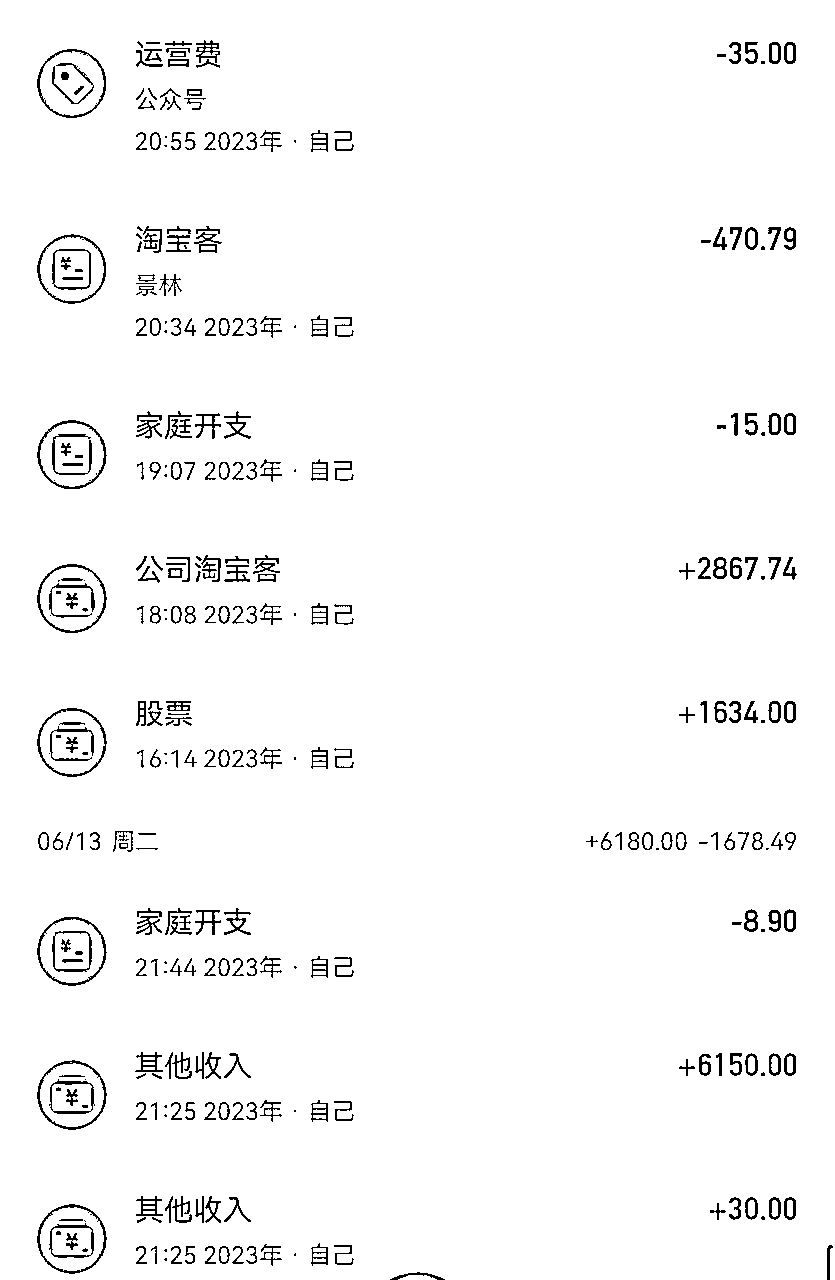 运营费 -35.00
公众号
20:55 2023年 · 自己
淘宝客 -470.79
景林
20:34 2023年 · 自己
家庭开支 -15.00
19:07 2023年 · 自己
公司淘宝客 +2867.74
18:08 2023年 · 自己
股票 +1634.00
16:14 2023年 · 自己
06/13 周二 +6180.00 -1678.49
家庭开支 -8.90
21:44 2023年 · 自己
其他收入 +6150.00
21:25 2023年 · 自己
其他收入 +30.00
21:25 2023年 · 自己